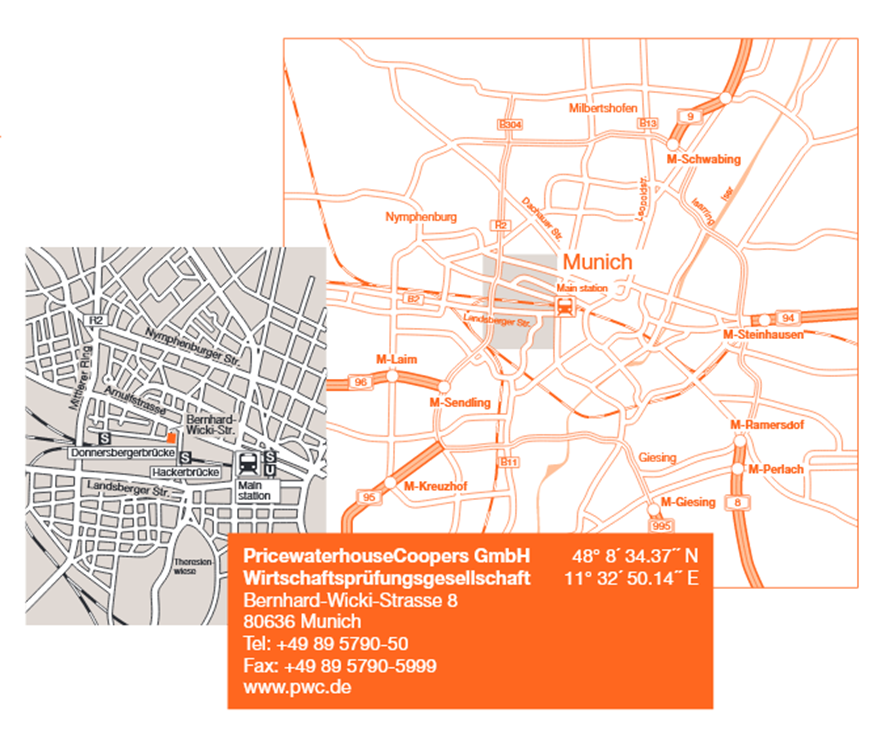 Milbertshofen
9
B304
B13
M-Schwabing
Leopoldstr.
Dachauer Str.
Isarring
Isar
Nymphenburg
R2
Munich
Main station
B2
Landsberger Str.
94
M-Steinhausen
M-Laim
96
M-Sendling
M-Ramersdof
Giesing
B11
M-Perlach
M-Kreuzhof
95
M-Giesing
8
995
R2
Nymphenburger Str.
Mittlerer Ring
Arnulfstrasse
Bernhard-
Wicki-Str.
S
Donnersbergerbrücke
S
Hackerbrücke
S
U
Main
station
Landsberger Str.
Theresien-
wiese
PricewaterhouseCoopers GmbH 48° 8´ 34.37˝ N
Wirtschaftsprüfungsgesellschaft 11° 32´ 50.14˝ E
Bernhard-Wicki-Strasse 8
80636 Munich
Tel: +49 89 5790-50
Fax: +49 89 5790-5999
www.pwc.de